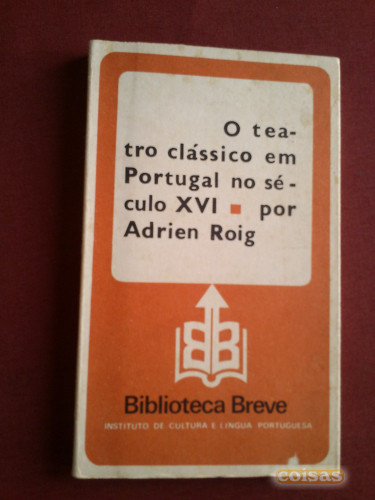 O tea-
tro clássico em
Portugal no sé-
culo XVI ▪ por
Adrien Roig
BB
Biblioteca Breve
INSTITUTO DE CULTURA E LÍNGUA PORTUGUESA
coisas